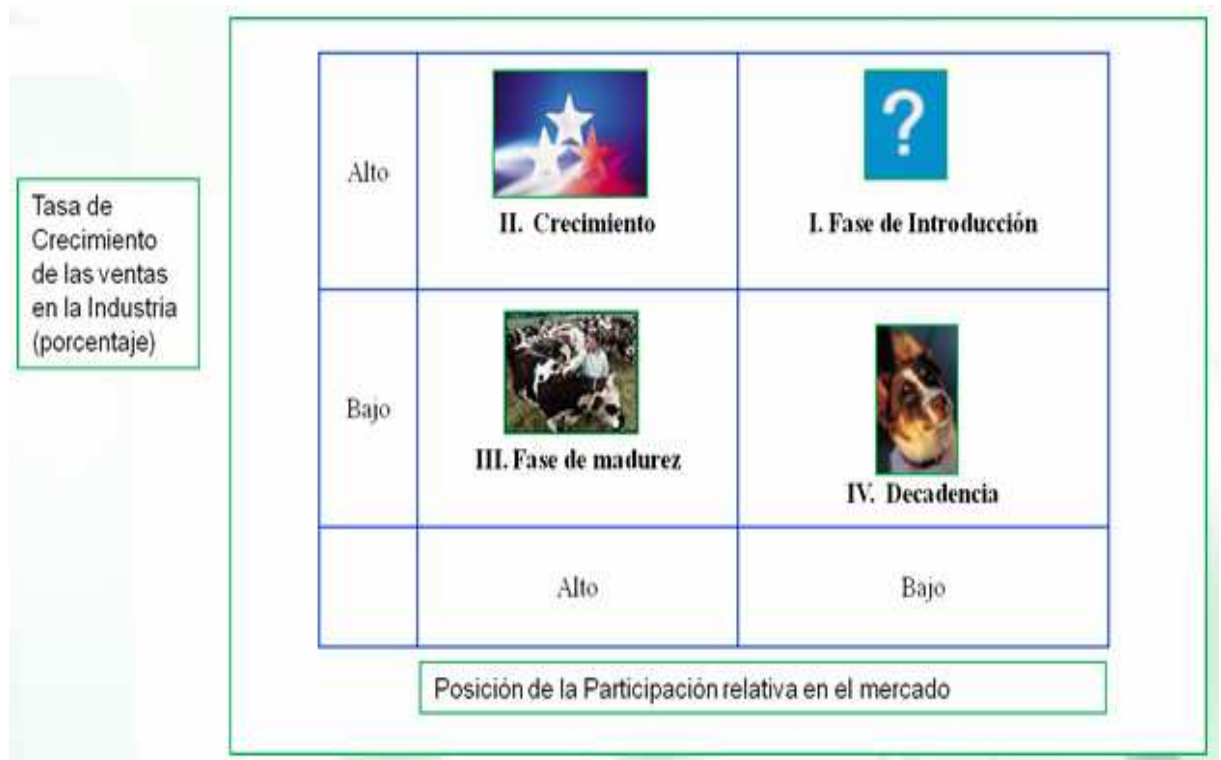 Tasa de
Crecimiento
de las ventas
en la Industria
(porcentaje)
Alto
?
II. Crecimiento
I. Fase de Introducción
Bajo
III. Fase de madurez
IV. Decadencia
Alto
Bajo
Posición de la Participación relativa en el mercado